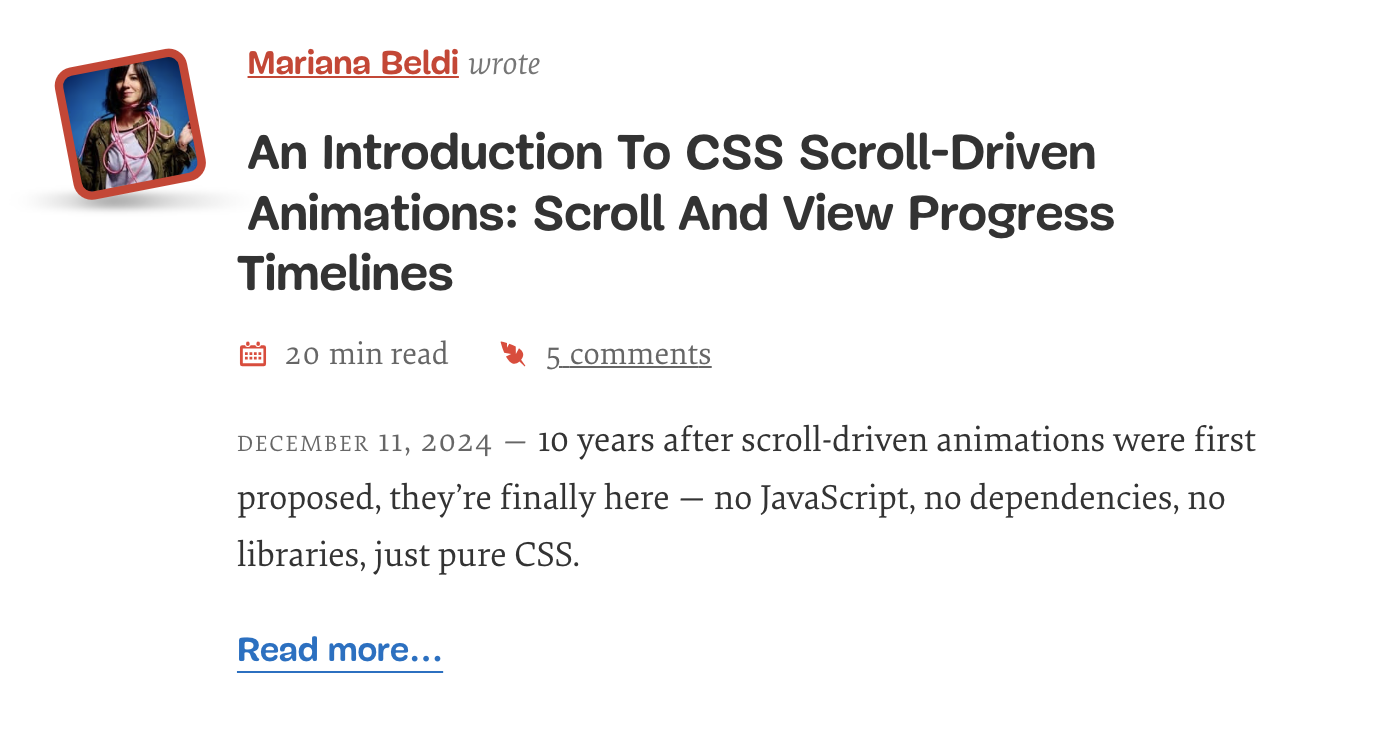 Mariana Beldi wrote
An Introduction To CSS Scroll-Driven
Animations: Scroll And View Progress
Timelines
20 min read 5 comments
DECEMBER 11, 2024 — 10 years after scroll-driven animations were first
proposed, they’re finally here — no JavaScript, no dependencies, no
libraries, just pure CSS.
Read more…